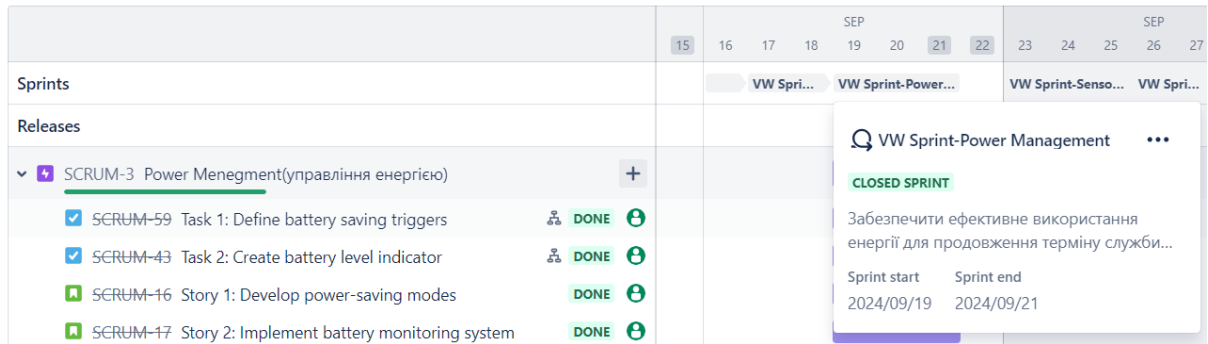 SEP SEP
15 16 17 18 19 20 21 22 23 24 25 26 27
Sprints VW Spri... VW Sprint-Power... VW Sprint-Senso... VW Spri...
Releases
VW Sprint-Power Management
CLOSED SPRINT
Забезпечити ефективне використання
енергії для продовження терміну служби...
Sprint start Sprint end
2024/09/19 2024/09/21
SCRUM-3 Power Menegment(управління енергією)
SCRUM-59 Task 1: Define battery saving triggers DONE
SCRUM-43 Task 2: Create battery level indicator DONE
SCRUM-16 Story 1: Develop power-saving modes DONE
SCRUM-17 Story 2: Implement battery monitoring system DONE